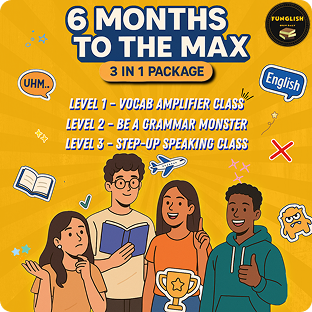 6 MONTHS
TO THE MAX
3 IN 1 PACKAGE
FUNGLISH
UHM..
English
LEVEL 1 - VOCAB AMPLIFIER CLASS
LEVEL 2 - BE A GRAMMAR MONSTER
LEVEL 3 - STEP-UP SPEAKING CLASS